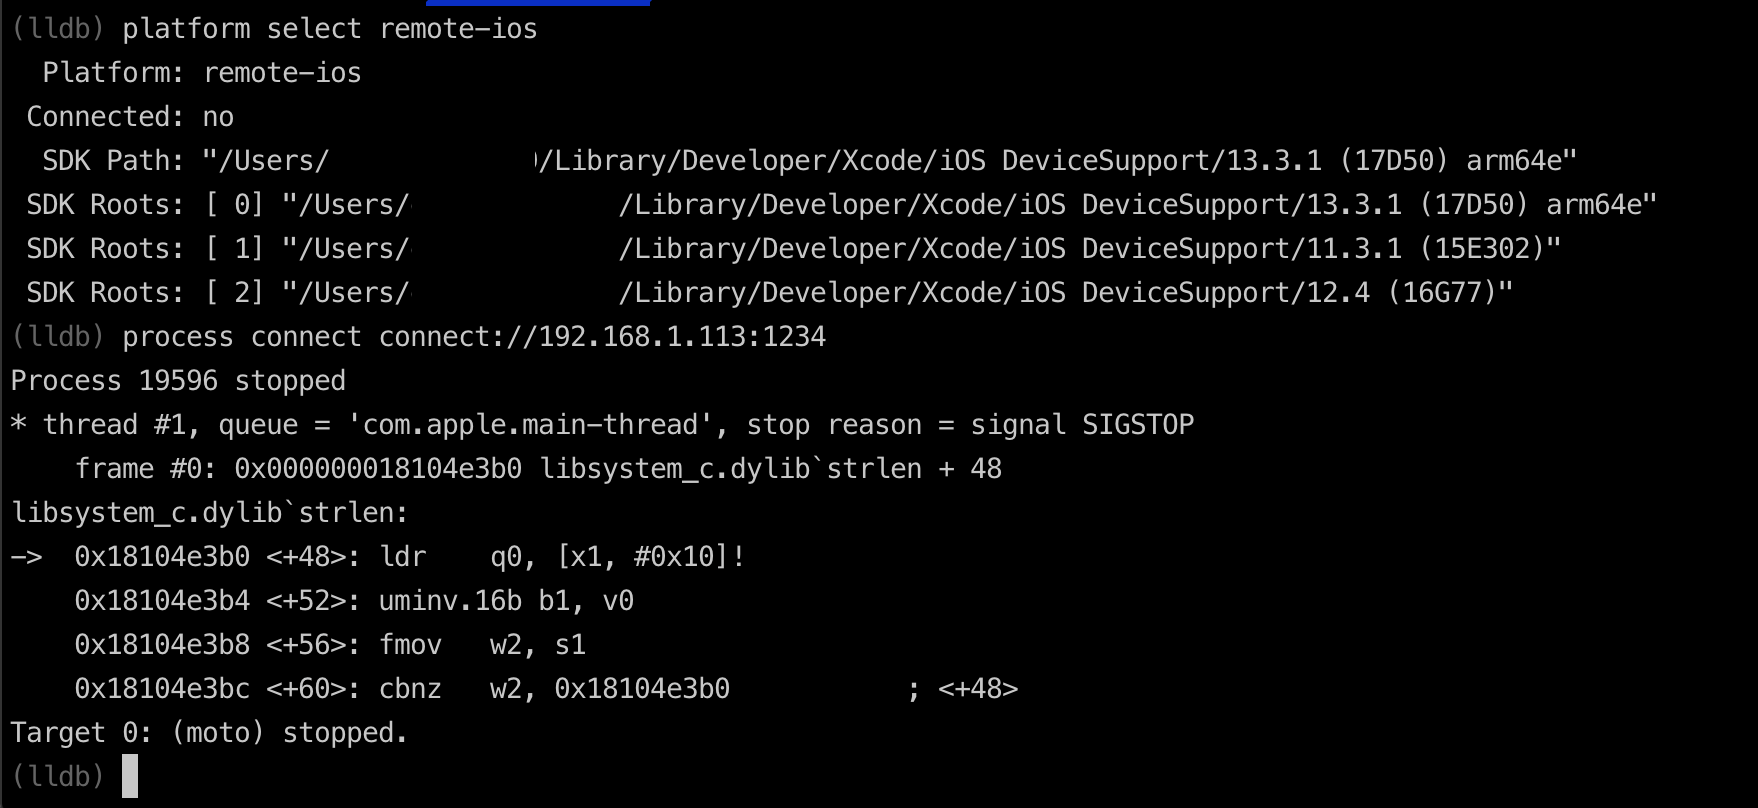 (lldb) platform select remote-ios
  Platform: remote-ios
 Connected: no
  SDK Path: "/Users/ /Library/Developer/Xcode/iOS DeviceSupport/13.3.1 (17D50) arm64e"
 SDK Roots: [ 0] "/Users/ /Library/Developer/Xcode/iOS DeviceSupport/13.3.1 (17D50) arm64e"
 SDK Roots: [ 1] "/Users/ /Library/Developer/Xcode/iOS DeviceSupport/11.3.1 (15E302)"
 SDK Roots: [ 2] "/Users/ /Library/Developer/Xcode/iOS DeviceSupport/12.4 (16G77)"
(lldb) process connect connect://192.168.1.113:1234
Process 19596 stopped
* thread #1, queue = 'com.apple.main-thread', stop reason = signal SIGSTOP
    frame #0: 0x000000018104e3b0 libsystem_c.dylib`strlen + 48
libsystem_c.dylib`strlen:
->  0x18104e3b0 <+48>: ldr    q0, [x1, #0x10]!
    0x18104e3b4 <+52>: uminv.16b b1, v0
    0x18104e3b8 <+56>: fmov   w2, s1
    0x18104e3bc <+60>: cbnz   w2, 0x18104e3b0           ; <+48>
Target 0: (moto) stopped.
(lldb)